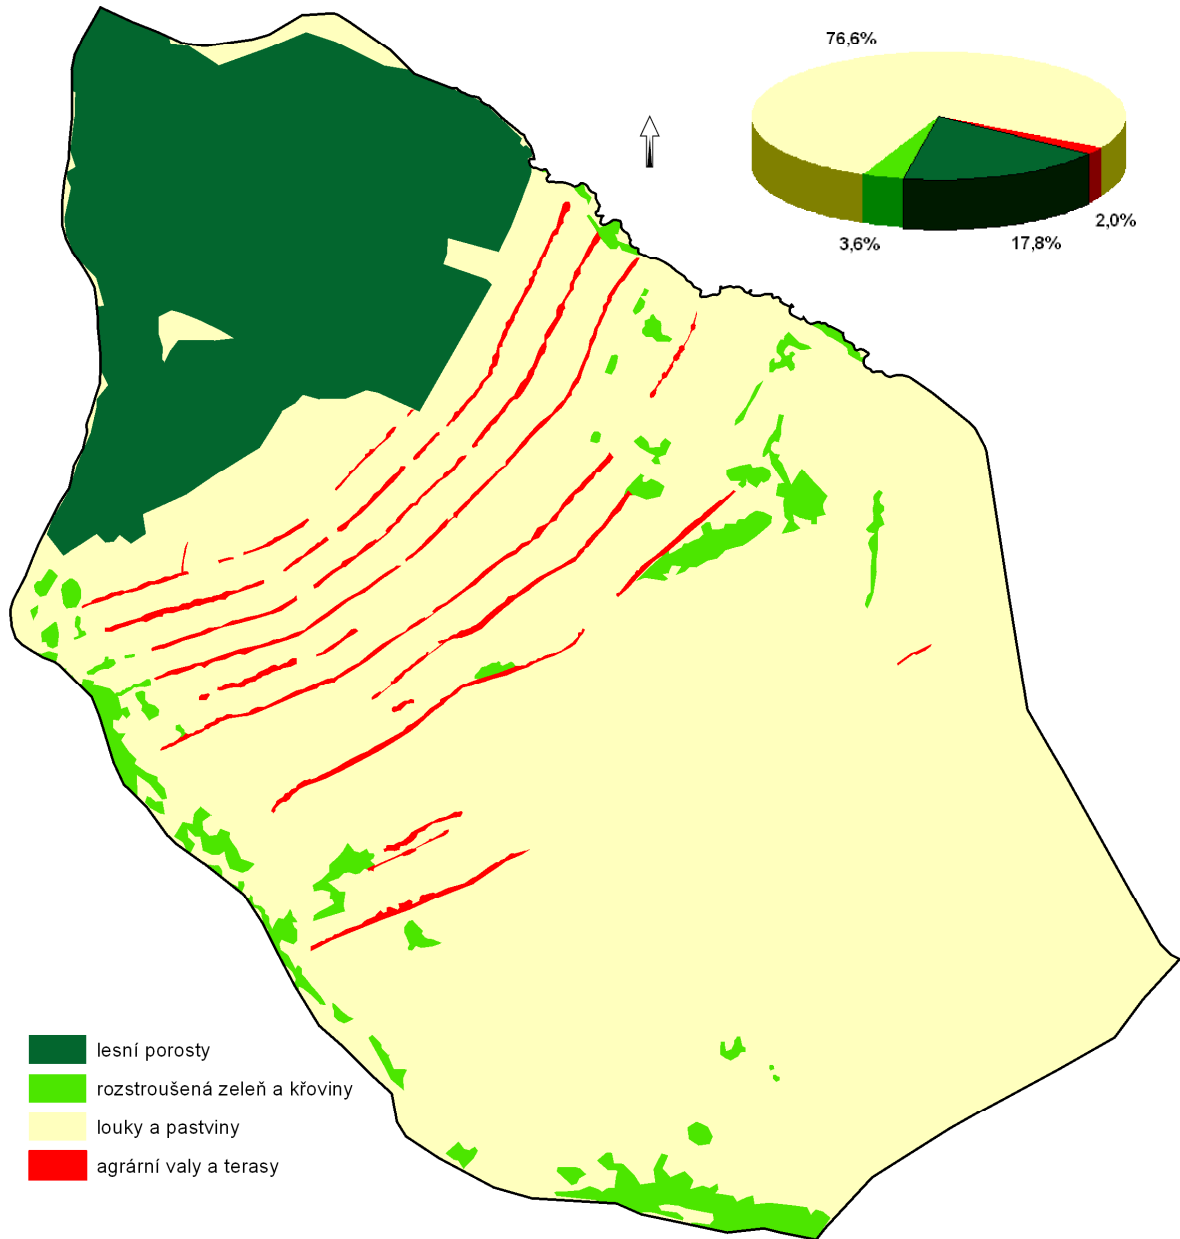 76,6%
2,0%
3,6%
17,8%
lesní porosty
rozstroušená zeleň a křoviny
louky a pastviny
agrární valy a terasy